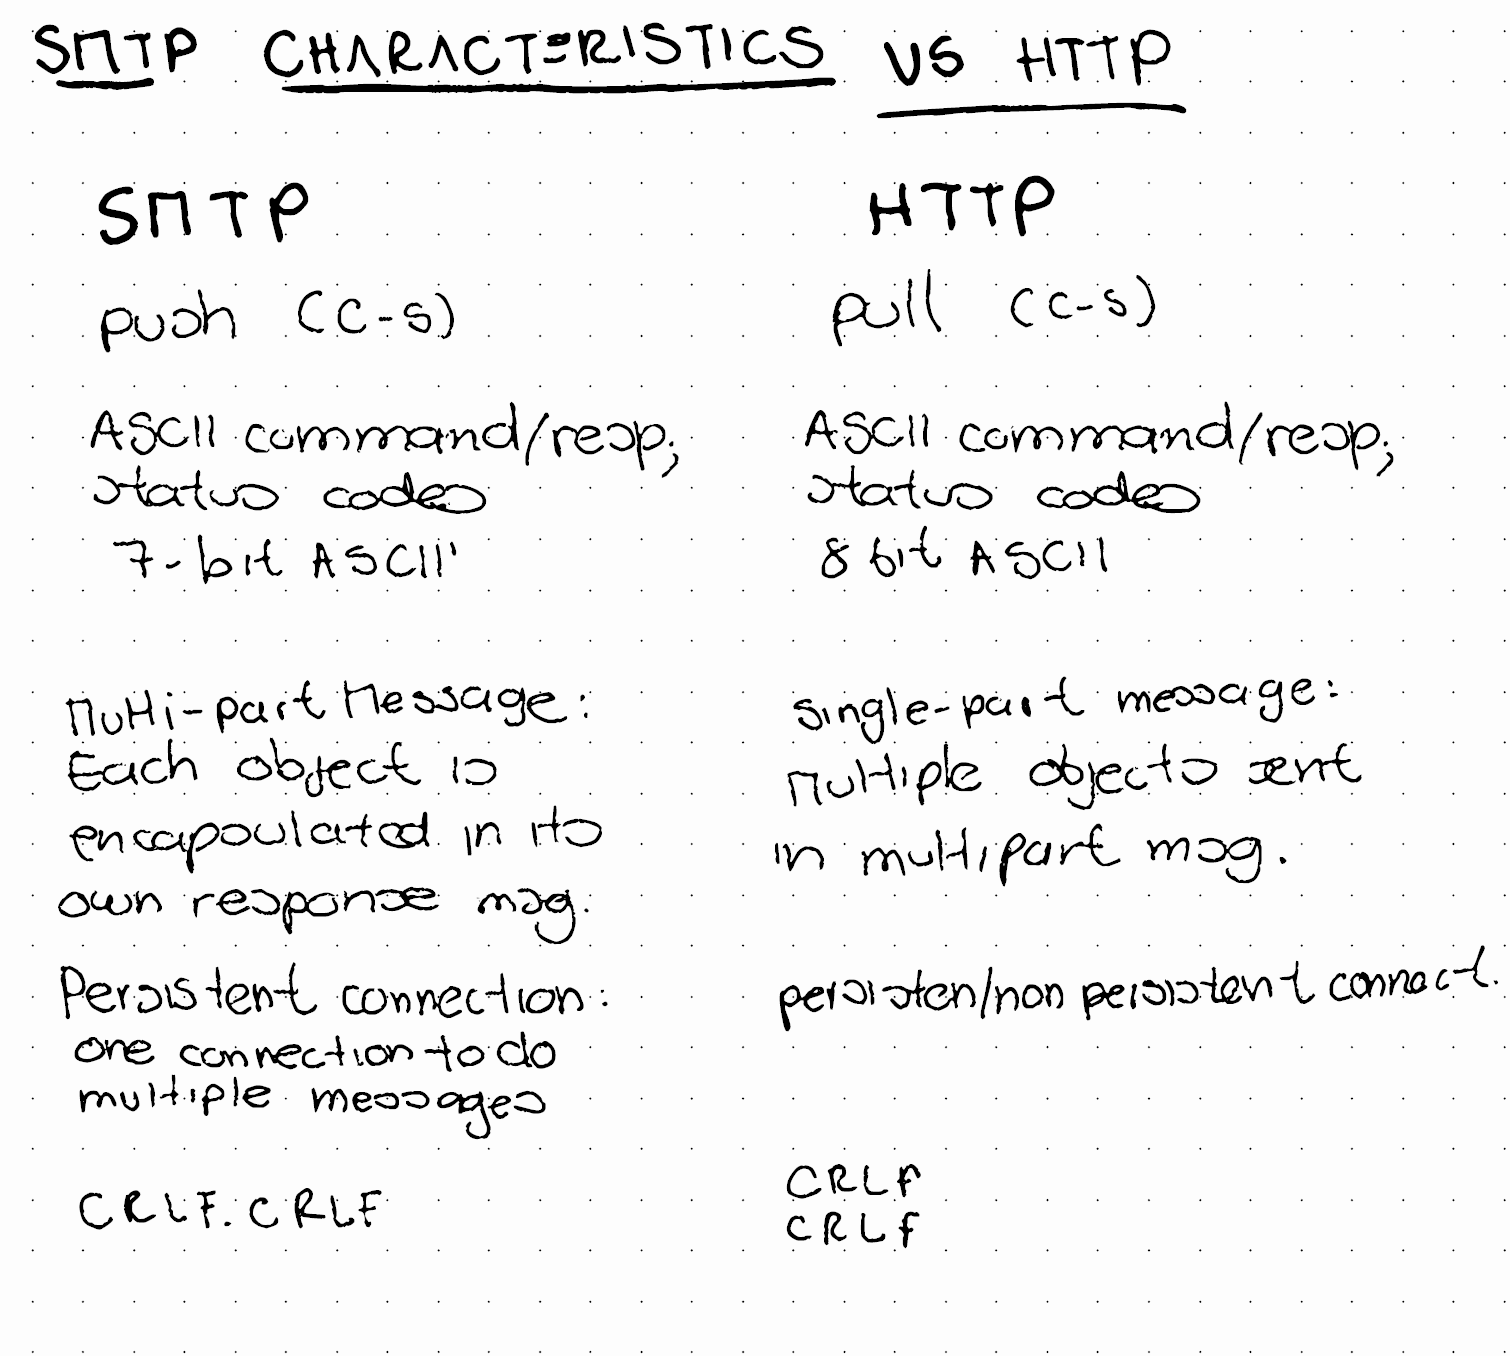 SMTP CHARACTERISTICS VS HTTP
SMTP
push (C-S)
ASCII command/resp;
status codes
7-bit ASCII'
Multi-part Message:
Each object is
encapsulated in its
own response msg.
Persistent connection:
one connection to do
multiple messages
CRLF.CRLF
HTTP
pull (C-S)
ASCII command/resp;
status codes
8 bit ASCII
single-part message:
Multiple objects sent
in multipart msg.
persisten/non persistent connect.
CRLF
CRLF